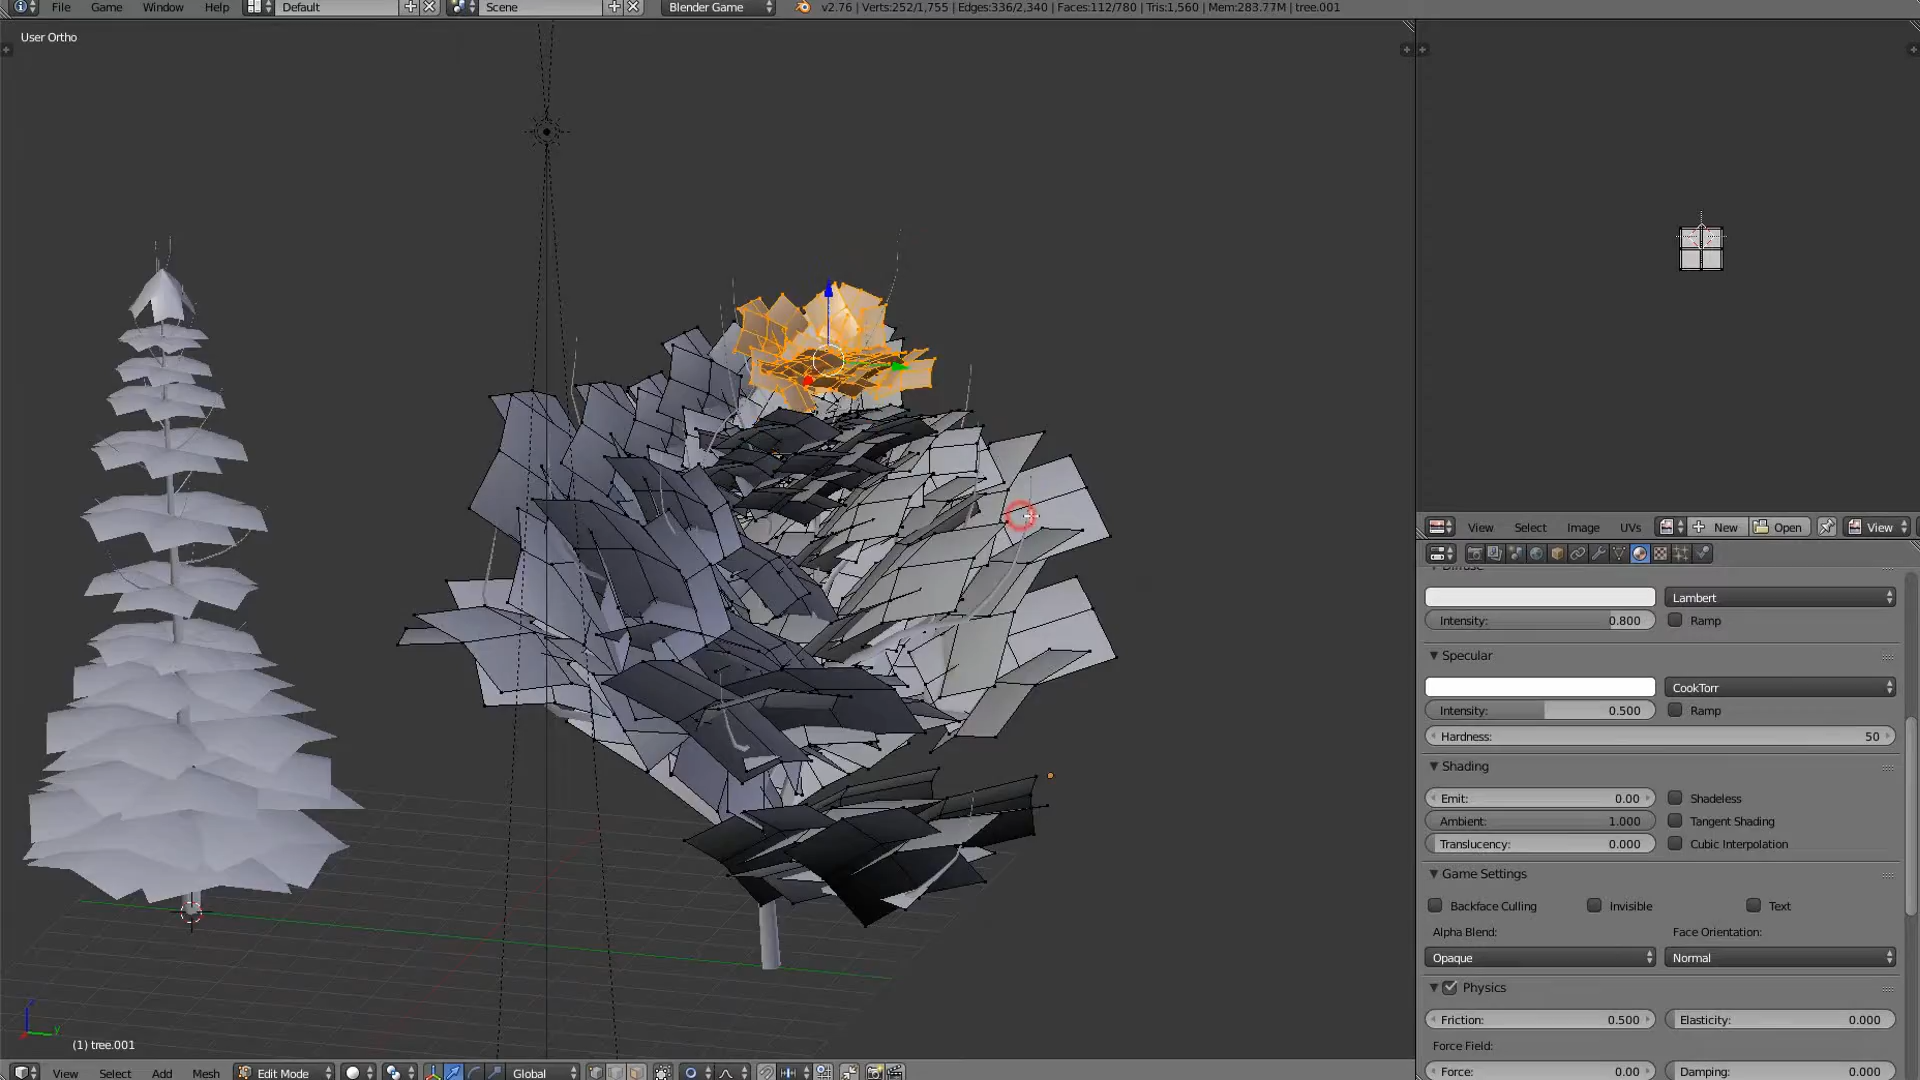 File Game Window Help Default Scene Blender Game v2.76 | Verts:252/1,755 | Edges:336/2,340 | Faces:112/780 | Tris:1,560 | Mem:283.77M | tree.001
User Ortho
View Select Image UVs New Open View
Diffuse
Lambert
Intensity: 0.800 Ramp
Specular
CookTorr
Intensity: 0.500 Ramp
Hardness: 50
Shading
Emit: 0.00 Shadeless
Ambient: 1.000 Tangent Shading
Translucency: 0.000 Cubic Interpolation
Game Settings
Backface Culling Invisible Text
Alpha Blend: Face Orientation:
Opaque Normal
Physics
Friction: 0.500 Elasticity: 0.000
Force Field:
Force: 0.00 Damping: 0.000
z
y
(1) tree.001
View Select Add Mesh Edit Mode Global